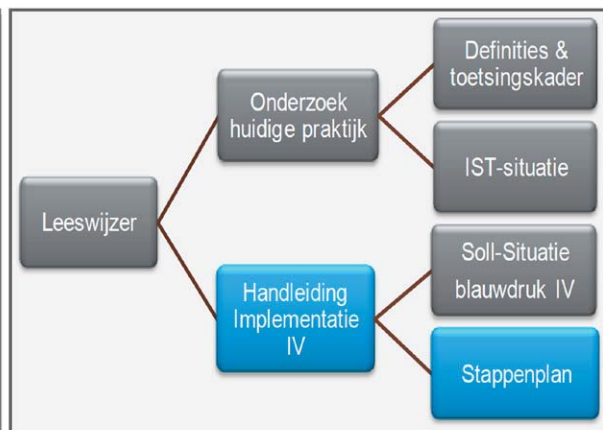 Leeswijzer
Onderzoek
huidige praktijk
Definities &
toetsingskader
IST-situatie
Handleiding
Implementatie
IV
Soll-Situatie
blauwdruk IV
Stappenplan